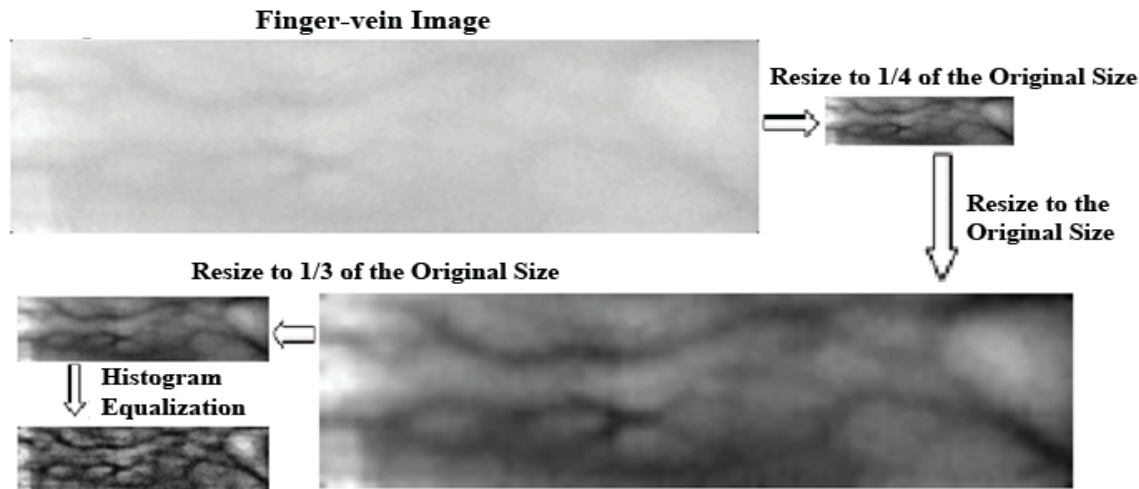 Finger-vein Image
Resize to 1/4 of the Original Size
Resize to the
Original Size
Resize to 1/3 of the Original Size
Histogram
Equalization